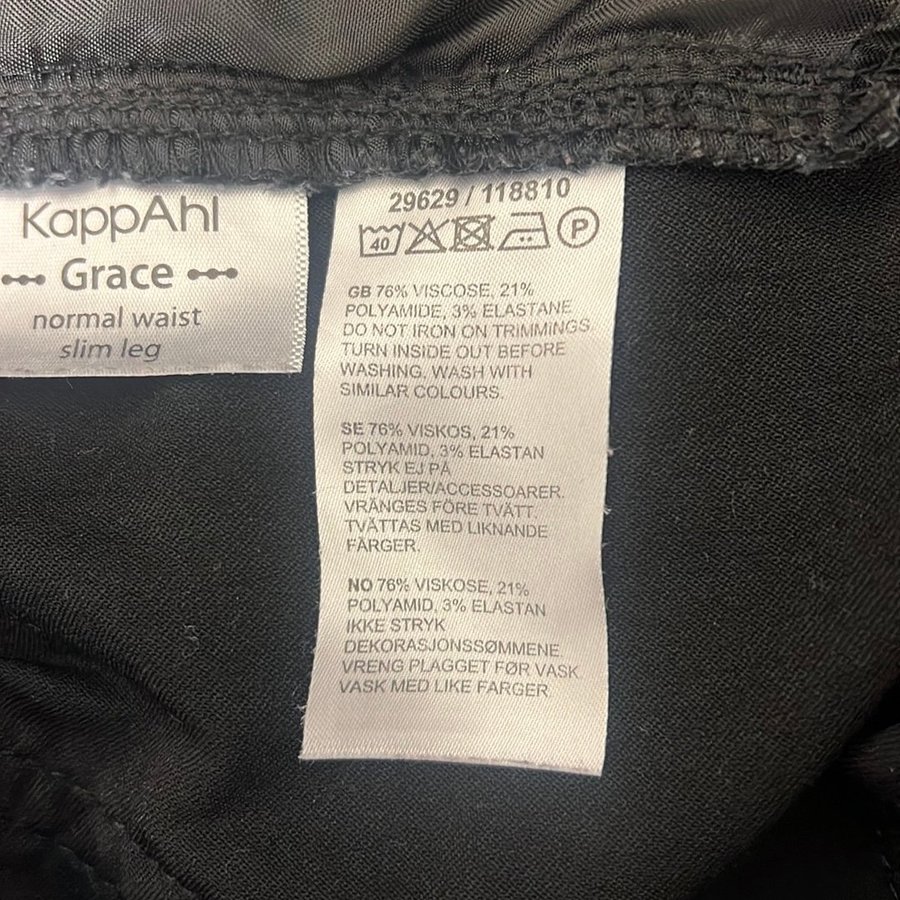 KappAhl
Grace
normal waist
slim leg
29629 / 118810
40 P
GB 76% VISCOSE, 21%
POLYAMIDE, 3% ELASTANE
DO NOT IRON ON TRIMMINGS.
TURN INSIDE OUT BEFORE
WASHING. WASH WITH
SIMILAR COLOURS.
SE 76% VISKOS, 21%
POLYAMID, 3% ELASTAN
STRYK EJ PÅ
DETALJER/ACCESSOARER.
VRÄNGES FÖRE TVÄTT.
TVÄTTAS MED LIKNANDE
FÄRGER.
NO 76% VISKOSE, 21%
POLYAMID, 3% ELASTAN
IKKE STRYK
DEKORASJONSSØMMENE
VRENG PLAGGET FØR VASK
VASK MED LIKE FARGER